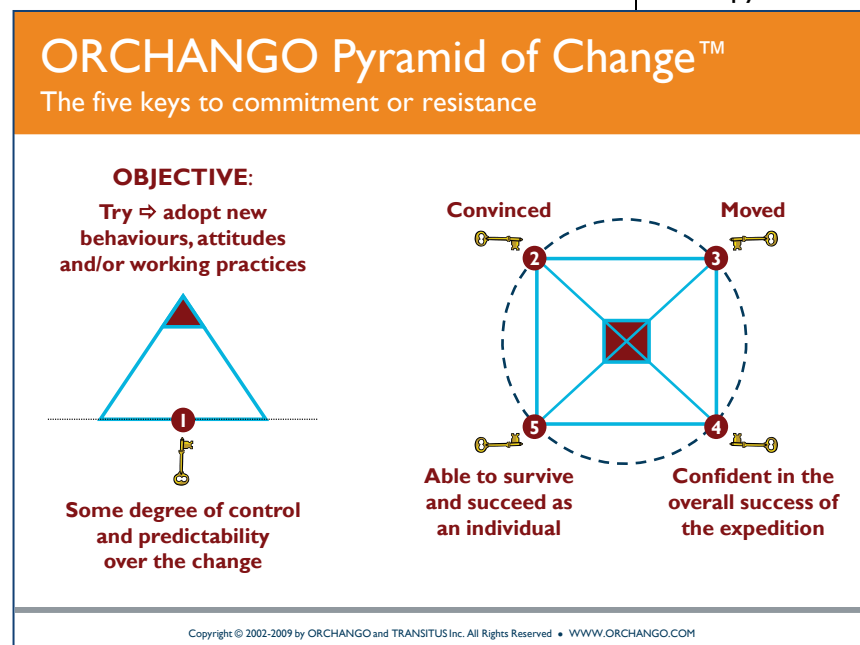 ORCHANGO Pyramid of Change™
The five keys to commitment or resistance
OBJECTIVE:
Try ⇨ adopt new
behaviours, attitudes
and/or working practices
1
Some degree of control
and predictability
over the change
Convinced
Moved
2
3
5
4
Able to survive
and succeed as
an individual
Confident in the
overall success of
the expedition
Copyright © 2002-2009 by ORCHANGO and TRANSITUS Inc. All Rights Reserved • WWW.ORCHANGO.COM